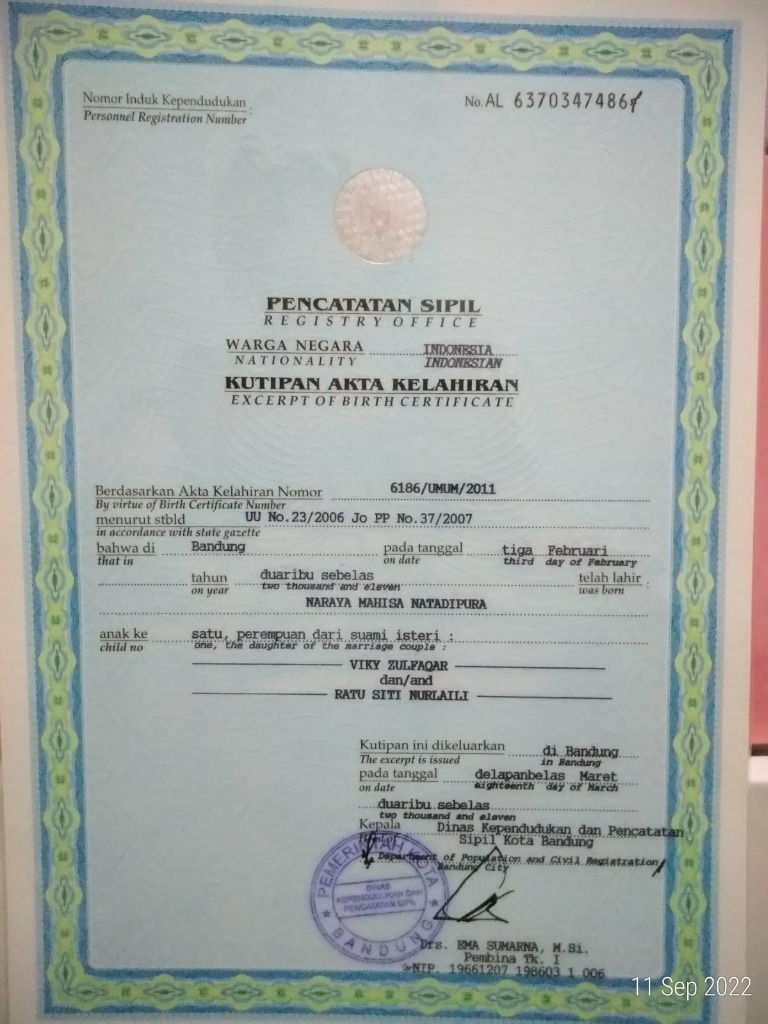 Nomor Induk Kependudukan :
Personnel Registration Number
No. AL 6370347486
PENCATATAN SIPIL
REGISTRY OFFICE
WARGA NEGARA INDONESIA
NATIONALITY INDONESIAN
KUTIPAN AKTA KELAHIRAN
EXCERPT OF BIRTH CERTIFICATE
Berdasarkan Akta Kelahiran Nomor 6186/UMUM/2011
By virtue of Birth Certificate Number
menurut stbld UU No.23/2006 Jo PP No.37/2007
in accordance with state gazette
bahwa di Bandung pada tanggal tiga Februari
that in on date third day of February
tahun duaribu sebelas telah lahir :
on year two thousand and eleven was born
NARAYA MAHISA NATADIPURA
anak ke satu, perempuan dari suami isteri :
child no one, the daughter of the marriage couple :
VIKY ZULFAQAR
dan/and
RATU SITI NURLAILI
Kutipan ini dikeluarkan di Bandung
The excerpt is issued in Bandung
pada tanggal delapanbelas Maret
on date eighteenth day of March
duaribu sebelas
two thousand and eleven
Kepala Dinas Kependudukan dan Pencatatan
Sipil Kota Bandung
Department of Population and Civil Registration
Bandung City
PEMERINTAH KOTA
DINAS
KEPENDUDUKAN DAN
PENCATATAN SIPIL
BANDUNG
Drs. EMA SUMARNA, M.Si.
Pembina Tk. I
NIP. 19661207 198603 1 006
11 Sep 2022